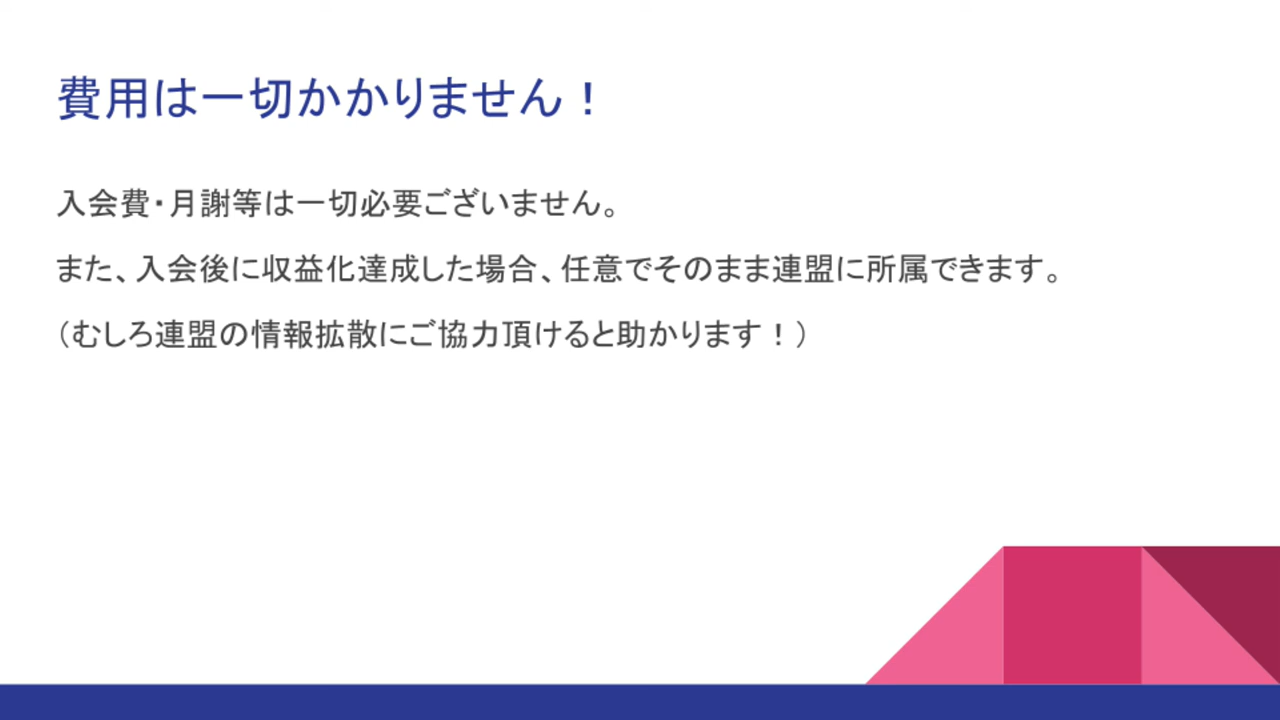 費用は一切かかりません！
入会費・月謝等は一切必要ございません。
また、入会後に収益化達成した場合、任意でそのまま連盟に所属できます。
（むしろ連盟の情報拡散にご協力頂けると助かります！）